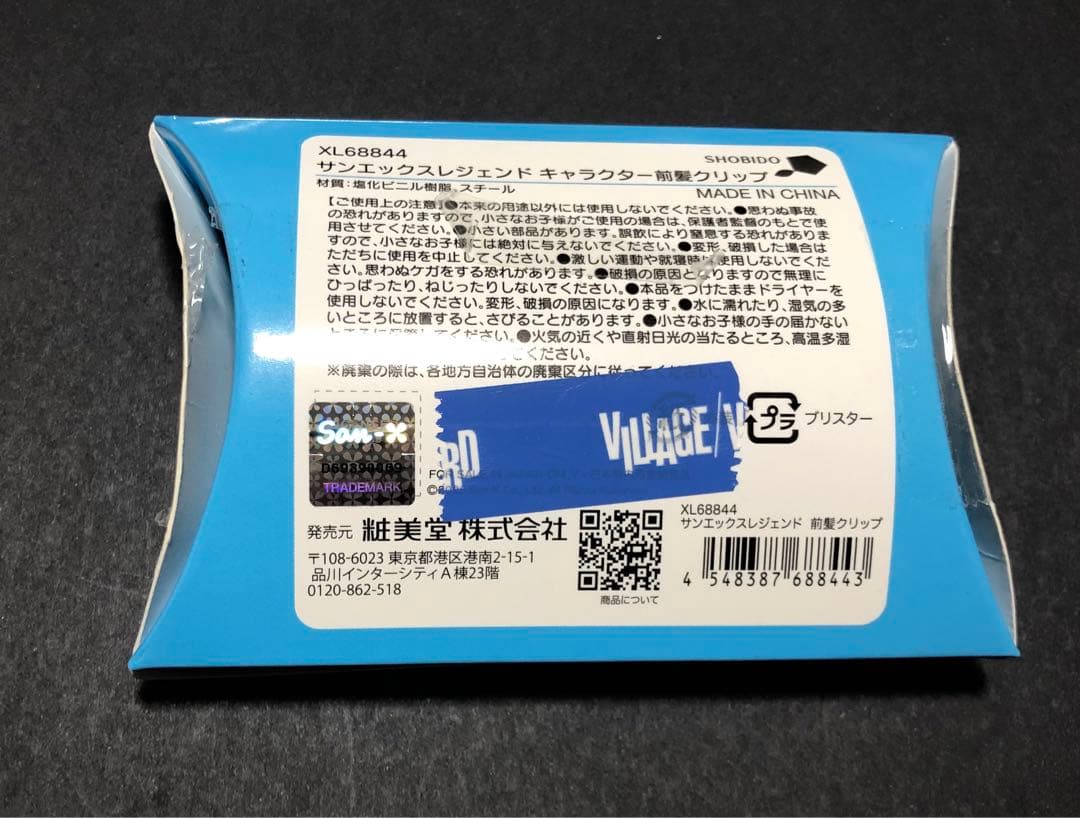 XL68844
サンエックスレジェンド キャラクター前髪クリップ
SHOBIDO
材質:塩化ビニル樹脂、スチール
MADE IN CHINA
【ご使用上の注意】●本来の用途以外には使用しないでください。●思わぬ事故
の恐れがありますので、小さなお子様がご使用の場合は、保護者監督のもとで使
用させてください。●小さい部品があります。誤飲により窒息する恐れがありま
すので、小さなお子様には絶対に与えないでください。●変形、破損した場合は
ただちに使用を中止してください。●激しい運動や就寝時は使用しないでくだ
さい。思わぬケガをする恐れがあります。●破損の原因となりますので無理に
ひっぱったり、ねじったりしないでください。●本品をつけたままドライヤーを
使用しないでください。変形、破損の原因になります。●水に濡れたり、湿気の多
いところに放置すると、さびることがあります。●小さなお子様の手の届かない
ください。●火気の近くや直射日光の当たるところ、高温多湿
ください。
※廃棄の際は、各地方自治体の廃棄区分に従ってください。
San-X
D69890069
TRADEMARK
RD
VILLAGE/V
プラ
ブリスター
FOR SALE IN JAPAN ONLY
発売元 粧美堂 株式会社
〒108-6023 東京都港区港南2-15-1
品川インターシティA棟23階
0120-862-518
商品について
XL68844
サンエックスレジェンド 前髪クリップ
4 548387 688443